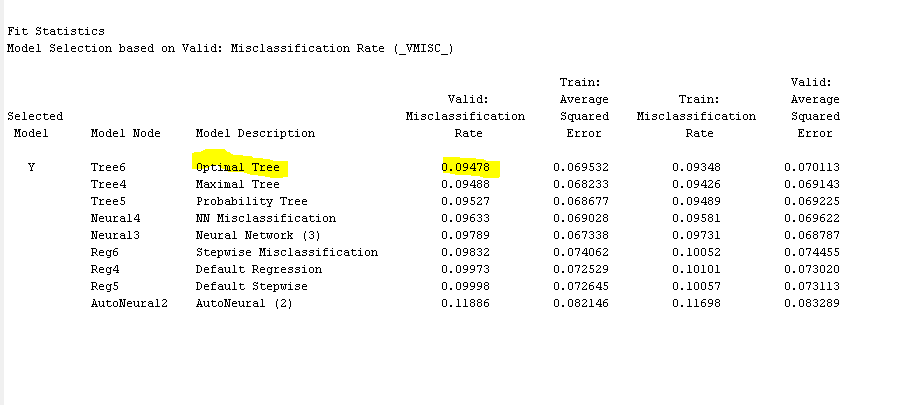 Fit Statistics
Model Selection based on Valid: Misclassification Rate (_VMISC_)
Train: Valid:
Valid: Average Train: Average
Selected Misclassification Squared Misclassification Squared
Model Model Node Model Description Rate Error Rate Error
Y Tree6 Optimal Tree 0.09478 0.069532 0.09348 0.070113
Tree4 Maximal Tree 0.09488 0.068233 0.09426 0.069143
Tree5 Probability Tree 0.09527 0.068677 0.09489 0.069225
Neural4 NN Misclassification 0.09633 0.069028 0.09581 0.069622
Neural3 Neural Network (3) 0.09789 0.067338 0.09731 0.068787
Reg6 Stepwise Misclassification 0.09832 0.074062 0.10052 0.074455
Reg4 Default Regression 0.09973 0.072529 0.10101 0.073020
Reg5 Default Stepwise 0.09998 0.072645 0.10057 0.073113
AutoNeural2 AutoNeural (2) 0.11886 0.082146 0.11698 0.083289